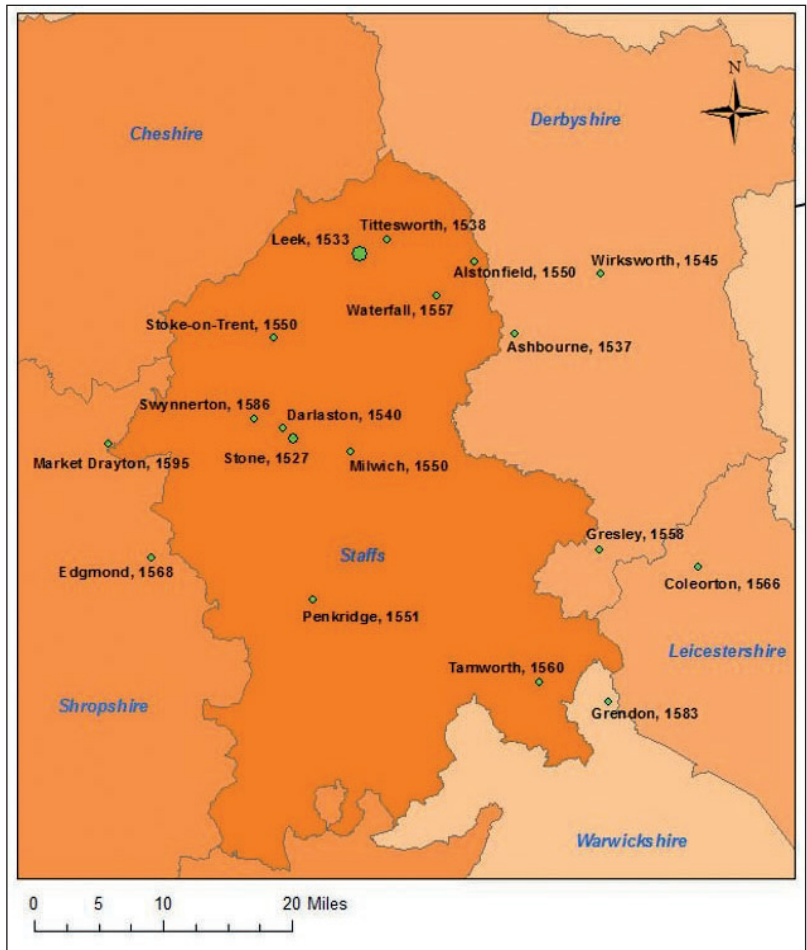 N
Cheshire
Derbyshire
Tittesworth, 1538
Leek, 1533
Alstonfield, 1550
Wirksworth, 1545
Waterfall, 1557
Stoke-on-Trent, 1550
Ashbourne, 1537
Swynnerton, 1586
Darlaston, 1540
Market Drayton, 1595
Stone, 1527
Milwich, 1550
Gresley, 1558
Staffs
Edgmond, 1568
Coleorton, 1566
Penkridge, 1551
Leicestershire
Tamworth, 1560
Shropshire
Grendon, 1583
Warwickshire
0 5 10 20 Miles